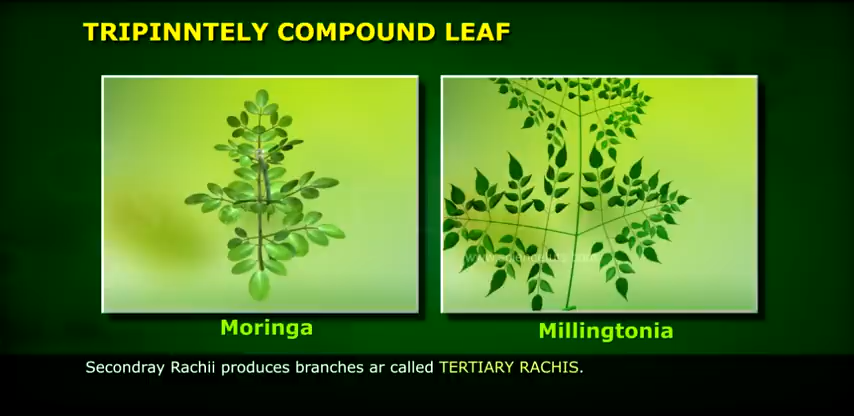 TRIPINNTELY COMPOUND LEAF
Moringa
Millingtonia
Secondray Rachii produces branches ar called TERTIARY RACHIS.